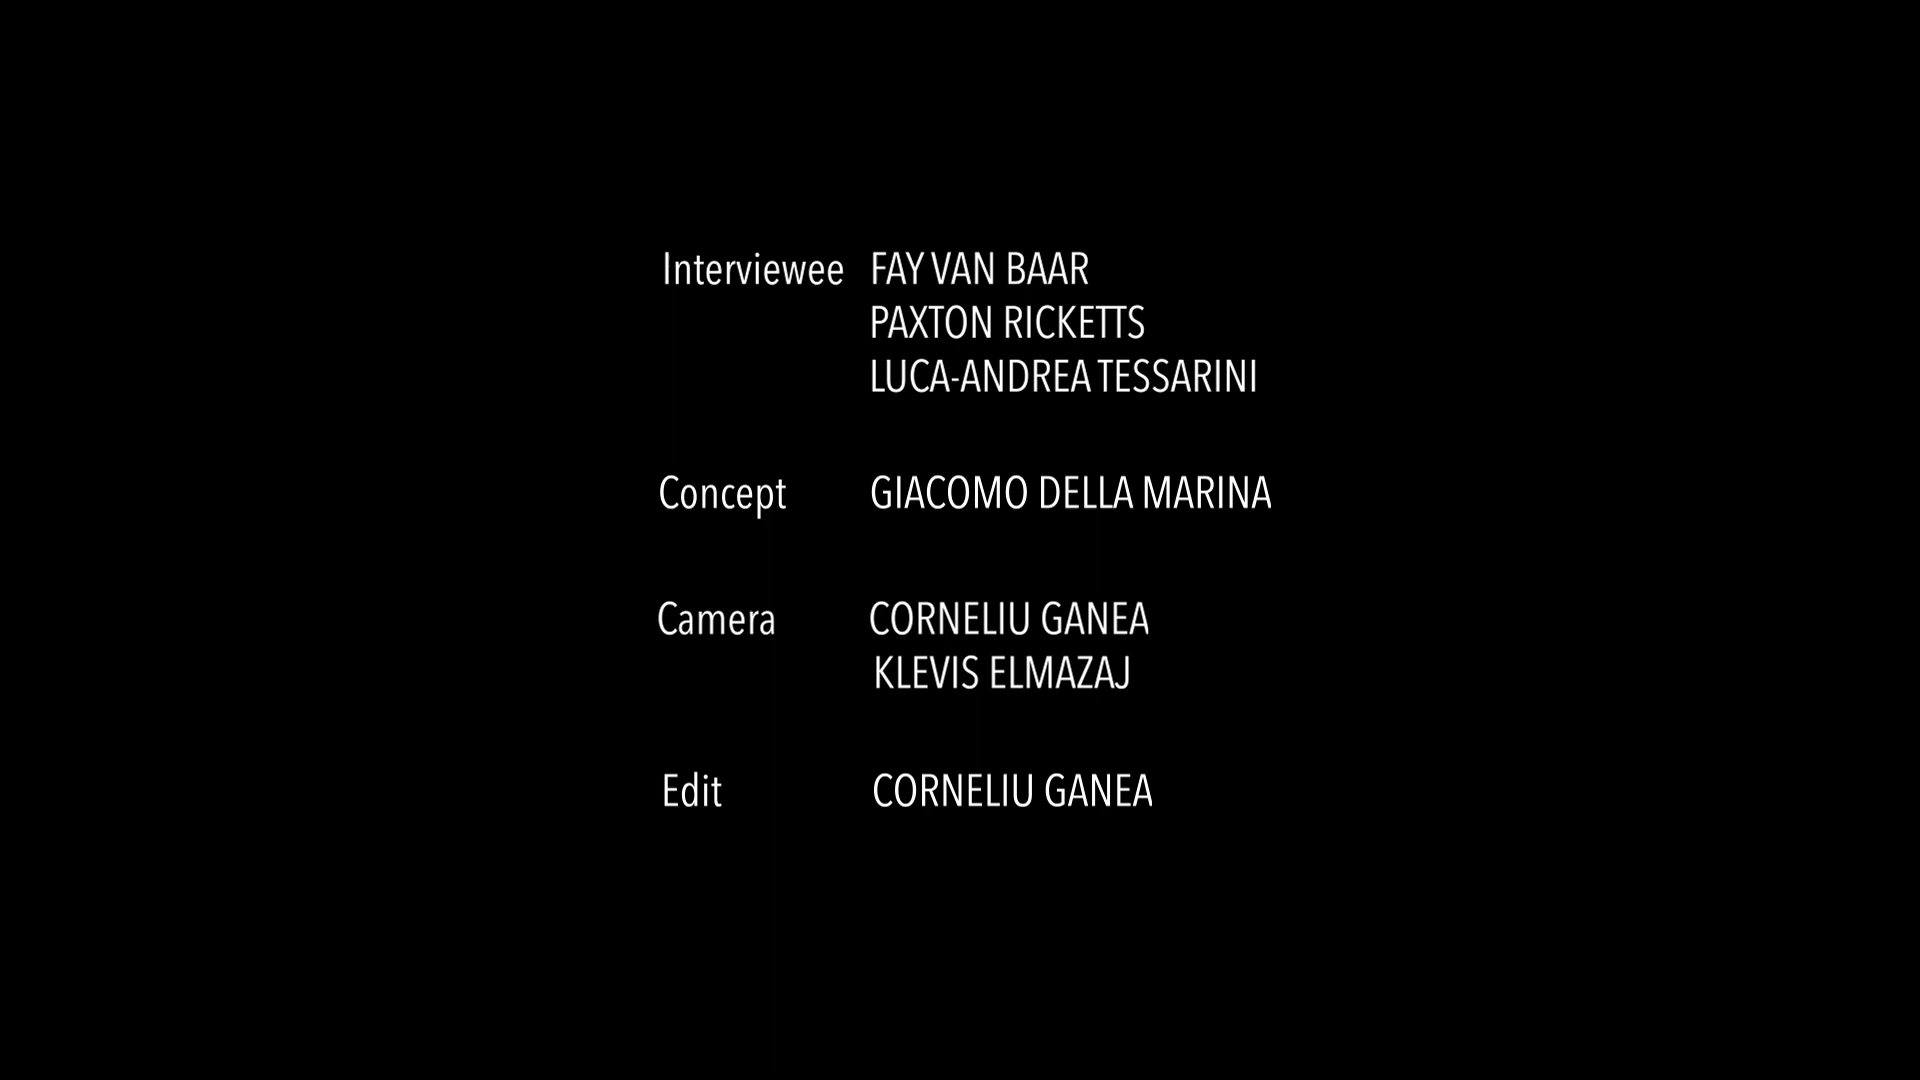 Interviewee FAY VAN BAAR
PAXTON RICKETTS
LUCA-ANDREA TESSARINI
Concept GIACOMO DELLA MARINA
Camera CORNELIU GANEA
KLEVIS ELMAZAJ
Edit CORNELIU GANEA